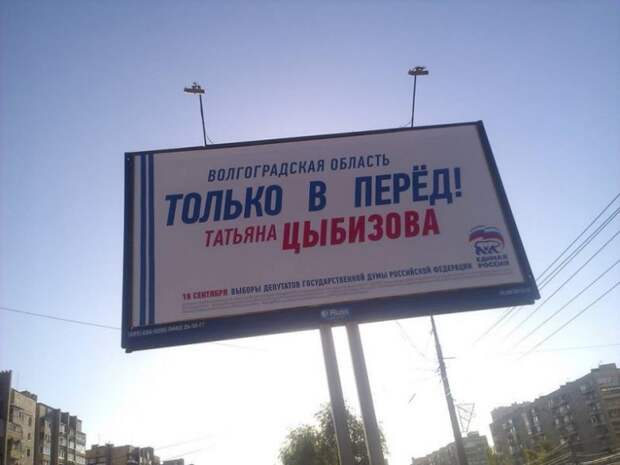 ВОЛГОГРАДСКАЯ ОБЛАСТЬ
ТОЛЬКО В ПЕРЁД!
ТАТЬЯНА ЦЫБИЗОВА
ЕДИНАЯ
РОССИЯ
18 СЕНТЯБРЯ ВЫБОРЫ ДЕПУТАТОВ ГОСУДАРСТВЕННОЙ ДУМЫ РОССИЙСКОЙ ФЕДЕРАЦИИ